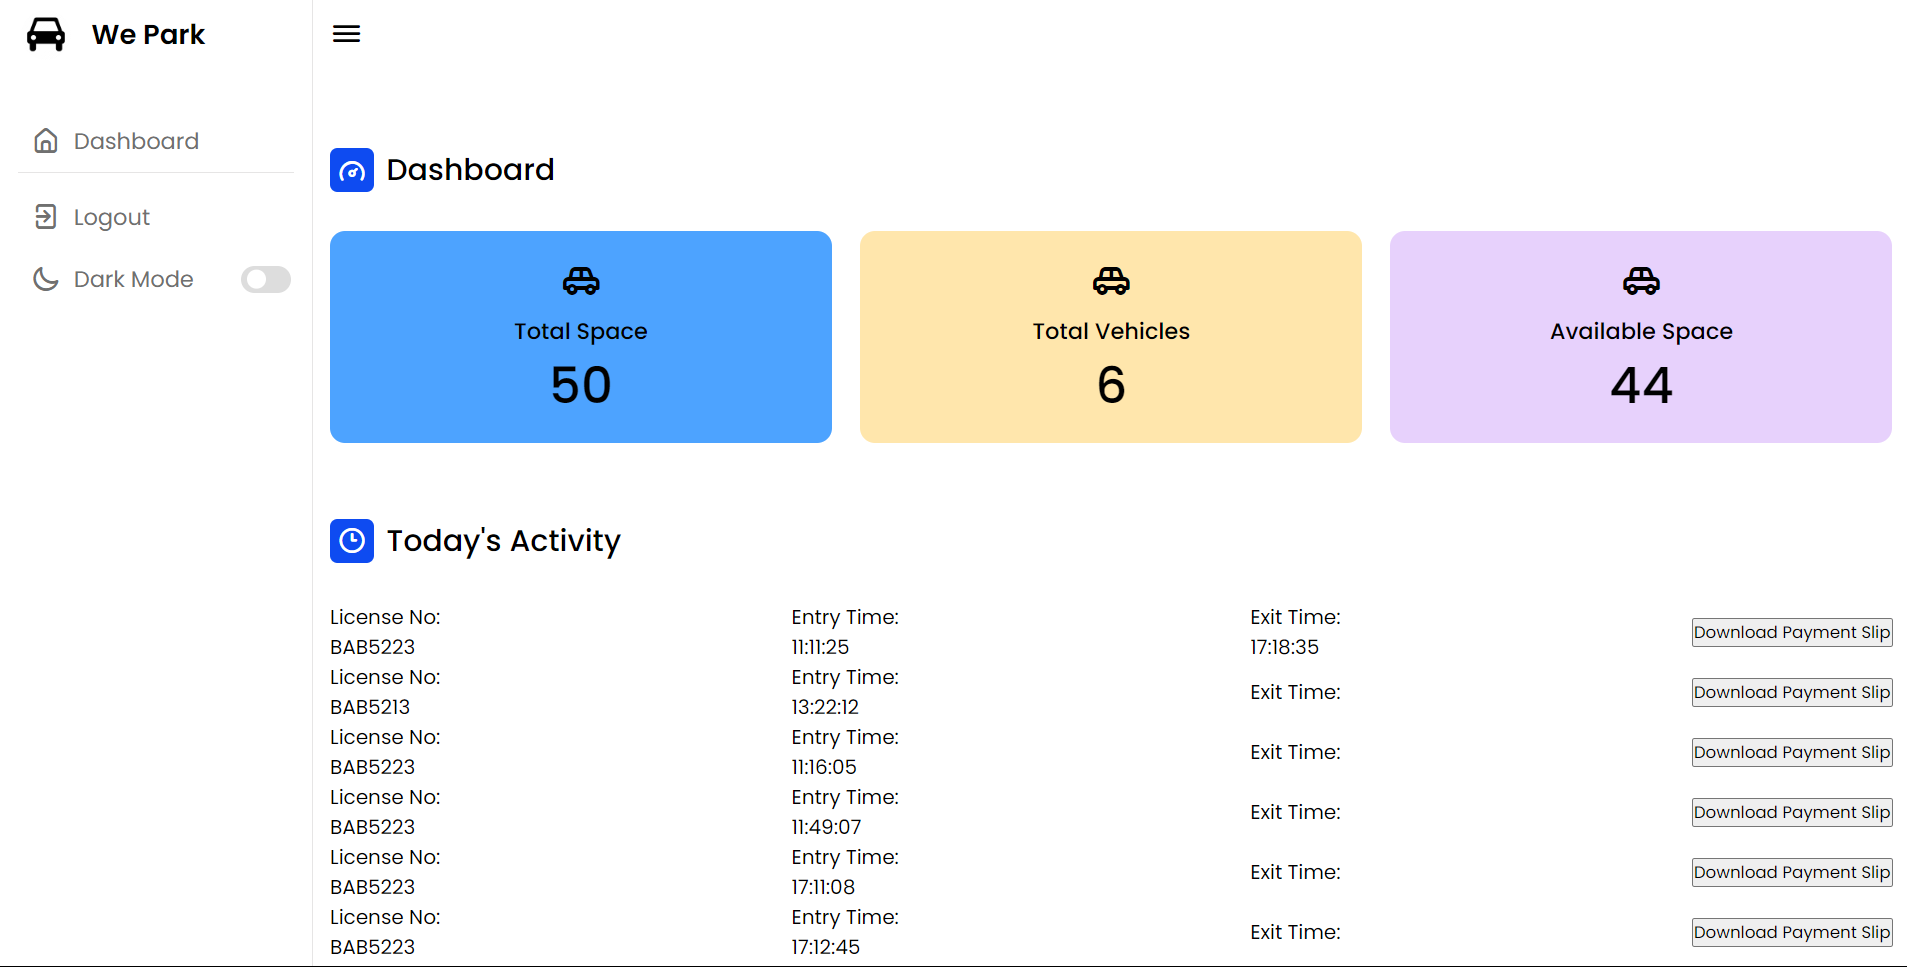 We Park
Dashboard
Logout
Dark Mode
Dashboard
Total Space
50
Total Vehicles
6
Available Space
44
Today's Activity
License No: Entry Time: Exit Time:
BAB5223 11:11:25 17:18:35 Download Payment Slip
License No: Entry Time: Exit Time:
BAB5213 13:22:12 Download Payment Slip
License No: Entry Time: Exit Time:
BAB5223 11:16:05 Download Payment Slip
License No: Entry Time: Exit Time:
BAB5223 11:49:07 Download Payment Slip
License No: Entry Time: Exit Time:
BAB5223 17:11:08 Download Payment Slip
License No: Entry Time: Exit Time:
BAB5223 17:12:45 Download Payment Slip